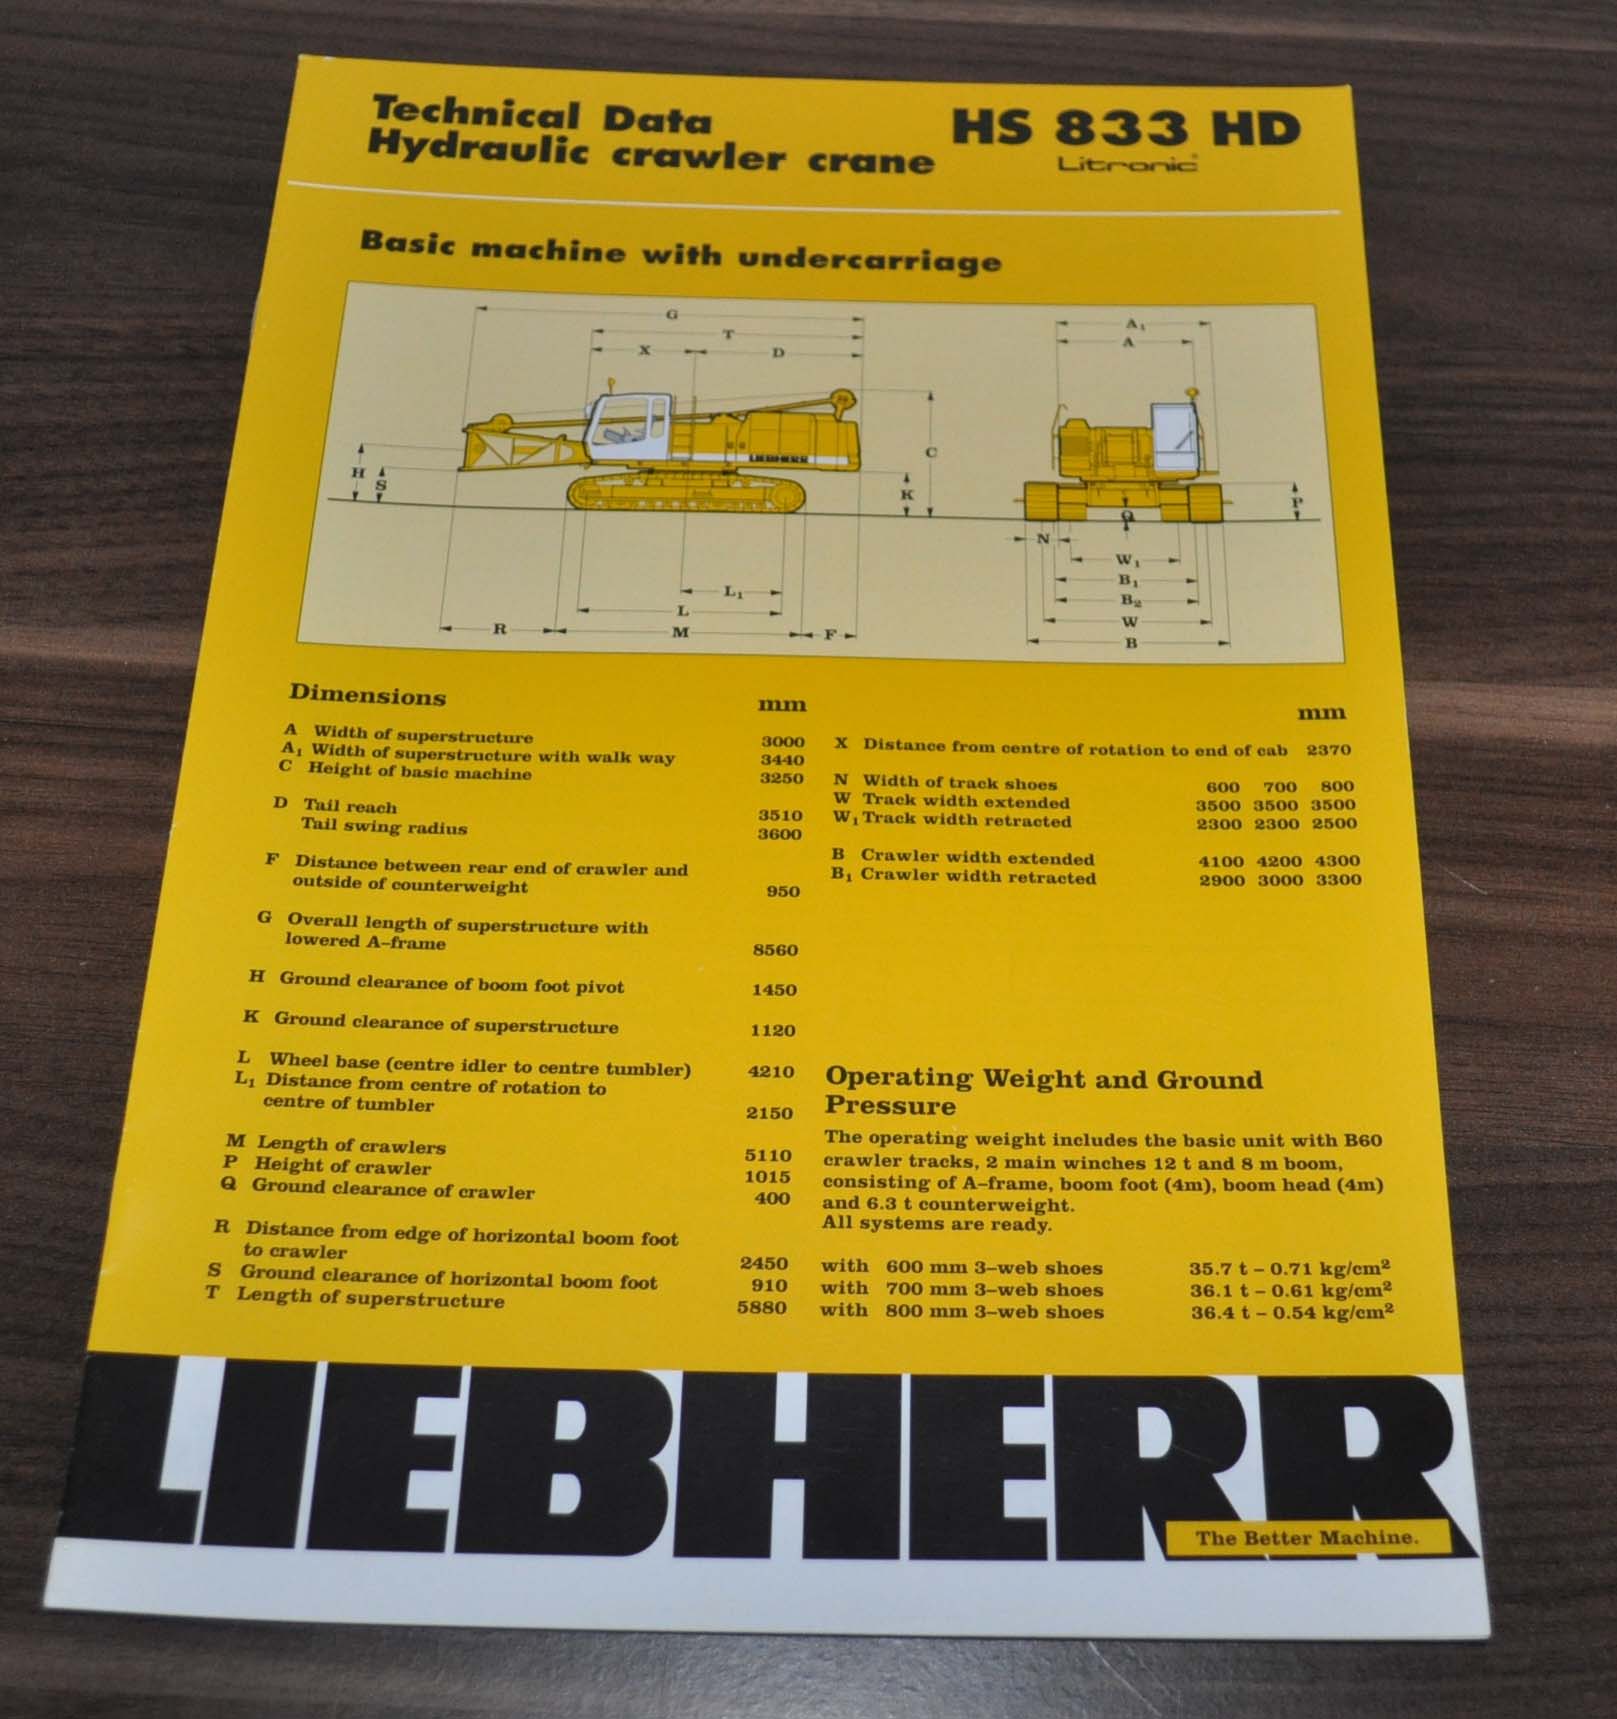 Technical Data
Hydraulic crawler crane
HS 833 HD
Litronic®
Basic machine with undercarriage
G
T
X D
H
S
C
K
LIEBHERR
L₁
L
R M F
A₁
A
P
Q
N
W₁
B₁
B₂
W
B
Dimensions mm
A Width of superstructure 3000
A₁ Width of superstructure with walk way 3440
C Height of basic machine 3250
D Tail reach 3510
Tail swing radius 3600
F Distance between rear end of crawler and
outside of counterweight 950
G Overall length of superstructure with
lowered A–frame 8560
H Ground clearance of boom foot pivot 1450
K Ground clearance of superstructure 1120
L Wheel base (centre idler to centre tumbler) 4210
L₁ Distance from centre of rotation to
centre of tumbler 2150
M Length of crawlers 5110
P Height of crawler 1015
Q Ground clearance of crawler 400
R Distance from edge of horizontal boom foot
to crawler 2450
S Ground clearance of horizontal boom foot 910
T Length of superstructure 5880
mm
X Distance from centre of rotation to end of cab 2370
N Width of track shoes 600 700 800
W Track width extended 3500 3500 3500
W₁ Track width retracted 2300 2300 2500
B Crawler width extended 4100 4200 4300
B₁ Crawler width retracted 2900 3000 3300
Operating Weight and Ground
Pressure
The operating weight includes the basic unit with B60
crawler tracks, 2 main winches 12 t and 8 m boom,
consisting of A–frame, boom foot (4m), boom head (4m)
and 6.3 t counterweight.
All systems are ready.
with 600 mm 3–web shoes 35.7 t – 0.71 kg/cm²
with 700 mm 3–web shoes 36.1 t – 0.61 kg/cm²
with 800 mm 3–web shoes 36.4 t – 0.54 kg/cm²
LIEBHERR
The Better Machine.